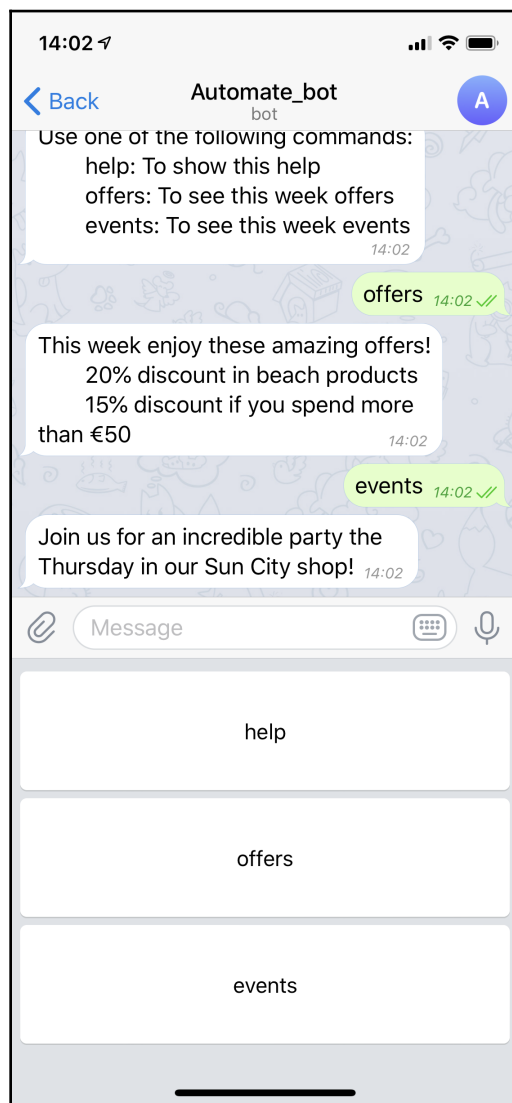 14:02
Back
Automate_bot
bot
A
Use one of the following commands:
help: To show this help
offers: To see this week offers
events: To see this week events
14:02
offers 14:02
This week enjoy these amazing offers!
20% discount in beach products
15% discount if you spend more
than €50 14:02
events 14:02
Join us for an incredible party the
Thursday in our Sun City shop! 14:02
Message
help
offers
events